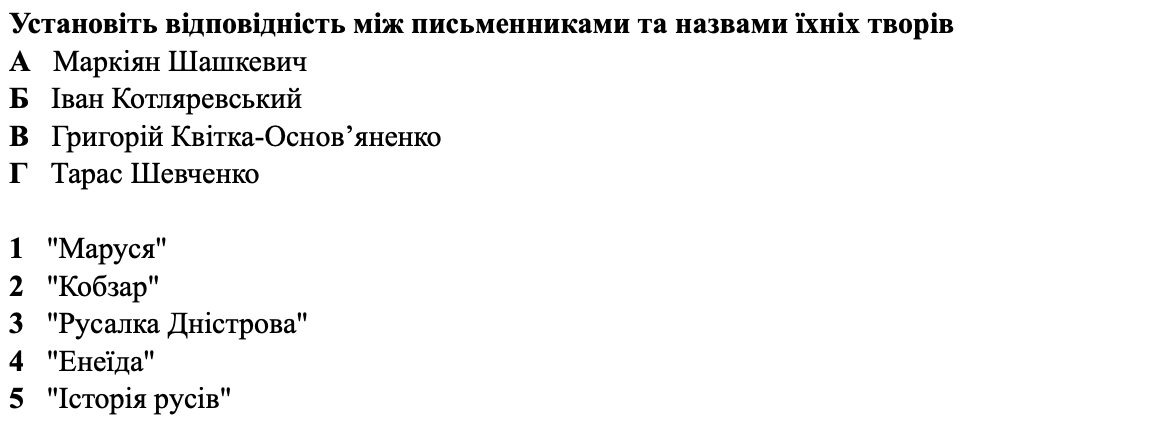 Установіть відповідність між письменниками та назвами їхніх творів
А Маркіян Шашкевич
Б Іван Котляревський
В Григорій Квітка-Основ’яненко
Г Тарас Шевченко
1 "Маруся"
2 "Кобзар"
3 "Русалка Дністрова"
4 "Енеїда"
5 "Історія русів"